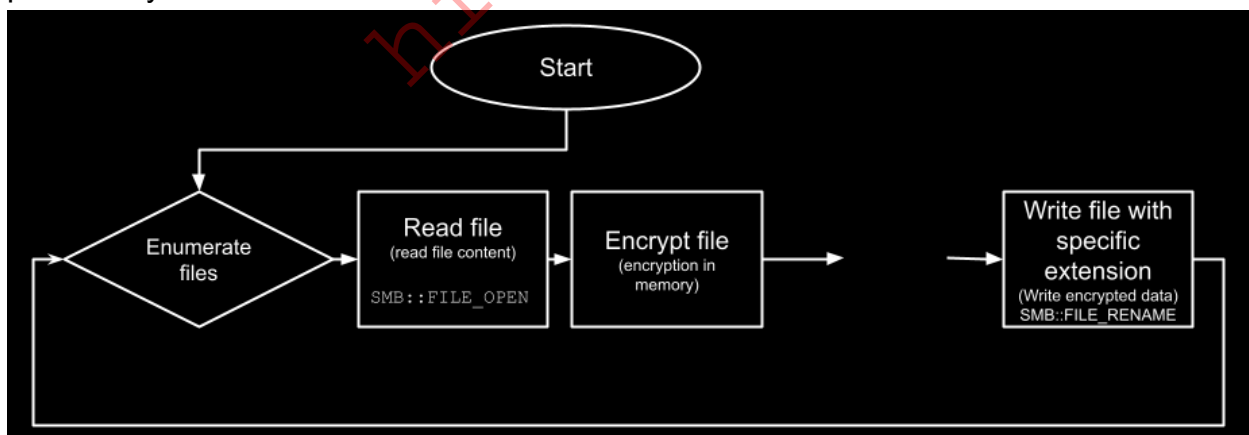 Start
Enumerate
files
Read file
(read file content)
SMB::FILE_OPEN
Encrypt file
(encryption in
memory)
Write file with
specific
extension
(Write encrypted data)
SMB::FILE_RENAME